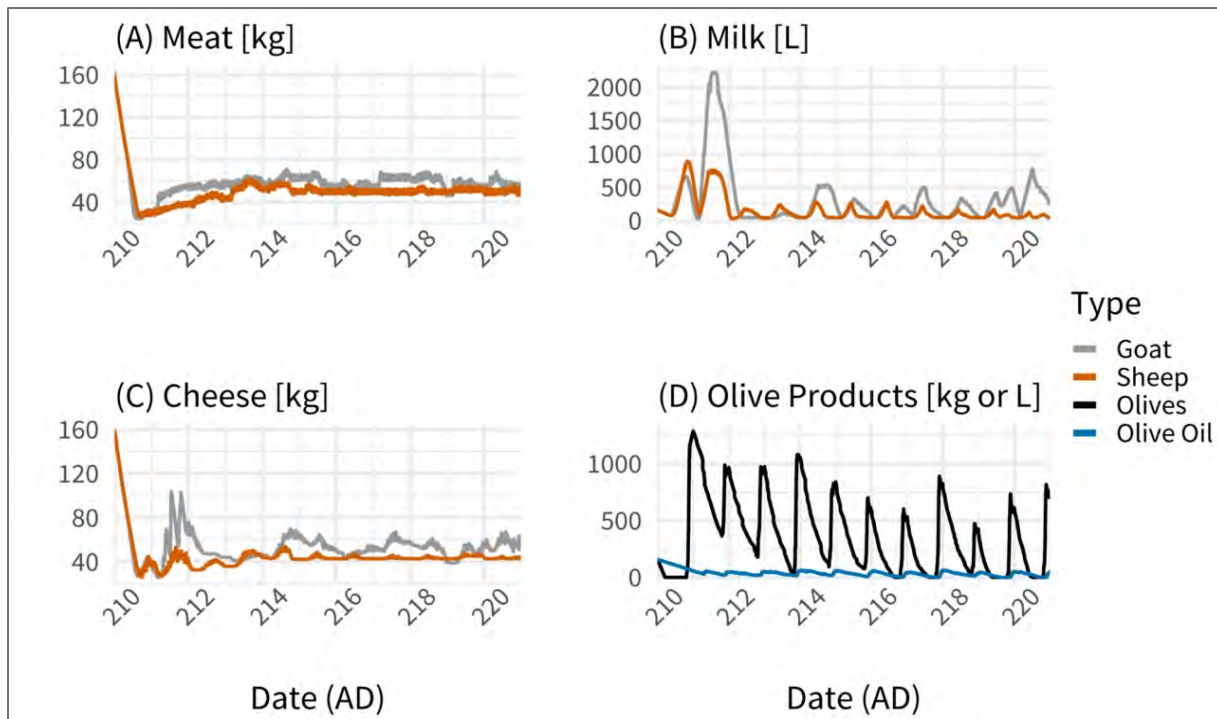 (A) Meat [kg]
160
120
80
40
210 212 214 216 218 220
(B) Milk [L]
2000
1500
1000
500
0
210 212 214 216 218 220
(C) Cheese [kg]
160
120
80
40
210 212 214 216 218 220
Date (AD)
(D) Olive Products [kg or L]
1000
500
0
210 212 214 216 218 220
Date (AD)
Type
Goat
Sheep
Olives
Olive Oil